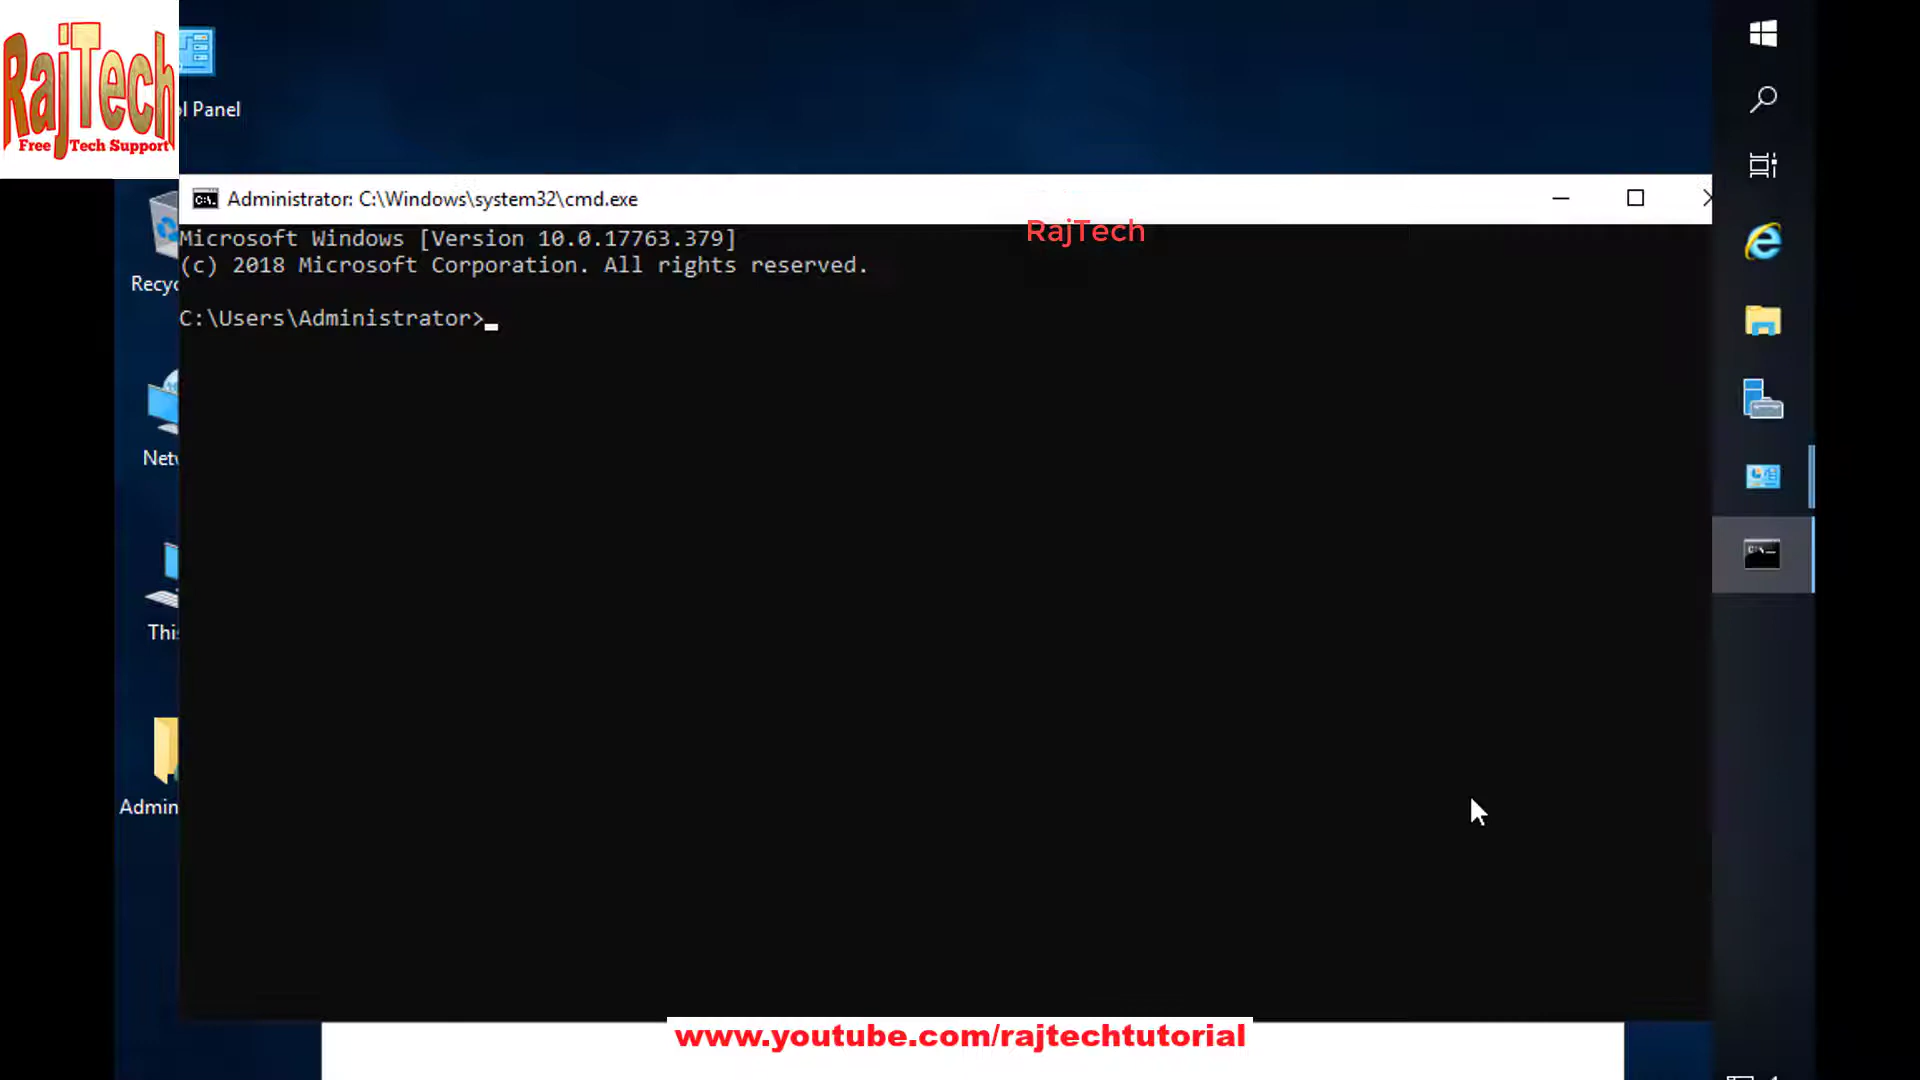 RajTech
Free Tech Support
l Panel
Administrator: C:\Windows\system32\cmd.exe
RajTech
Microsoft Windows [Version 10.0.17763.379]
(c) 2018 Microsoft Corporation. All rights reserved.
C:\Users\Administrator>
Recyc
Netw
This
Admin
www.youtube.com/rajtechtutorial